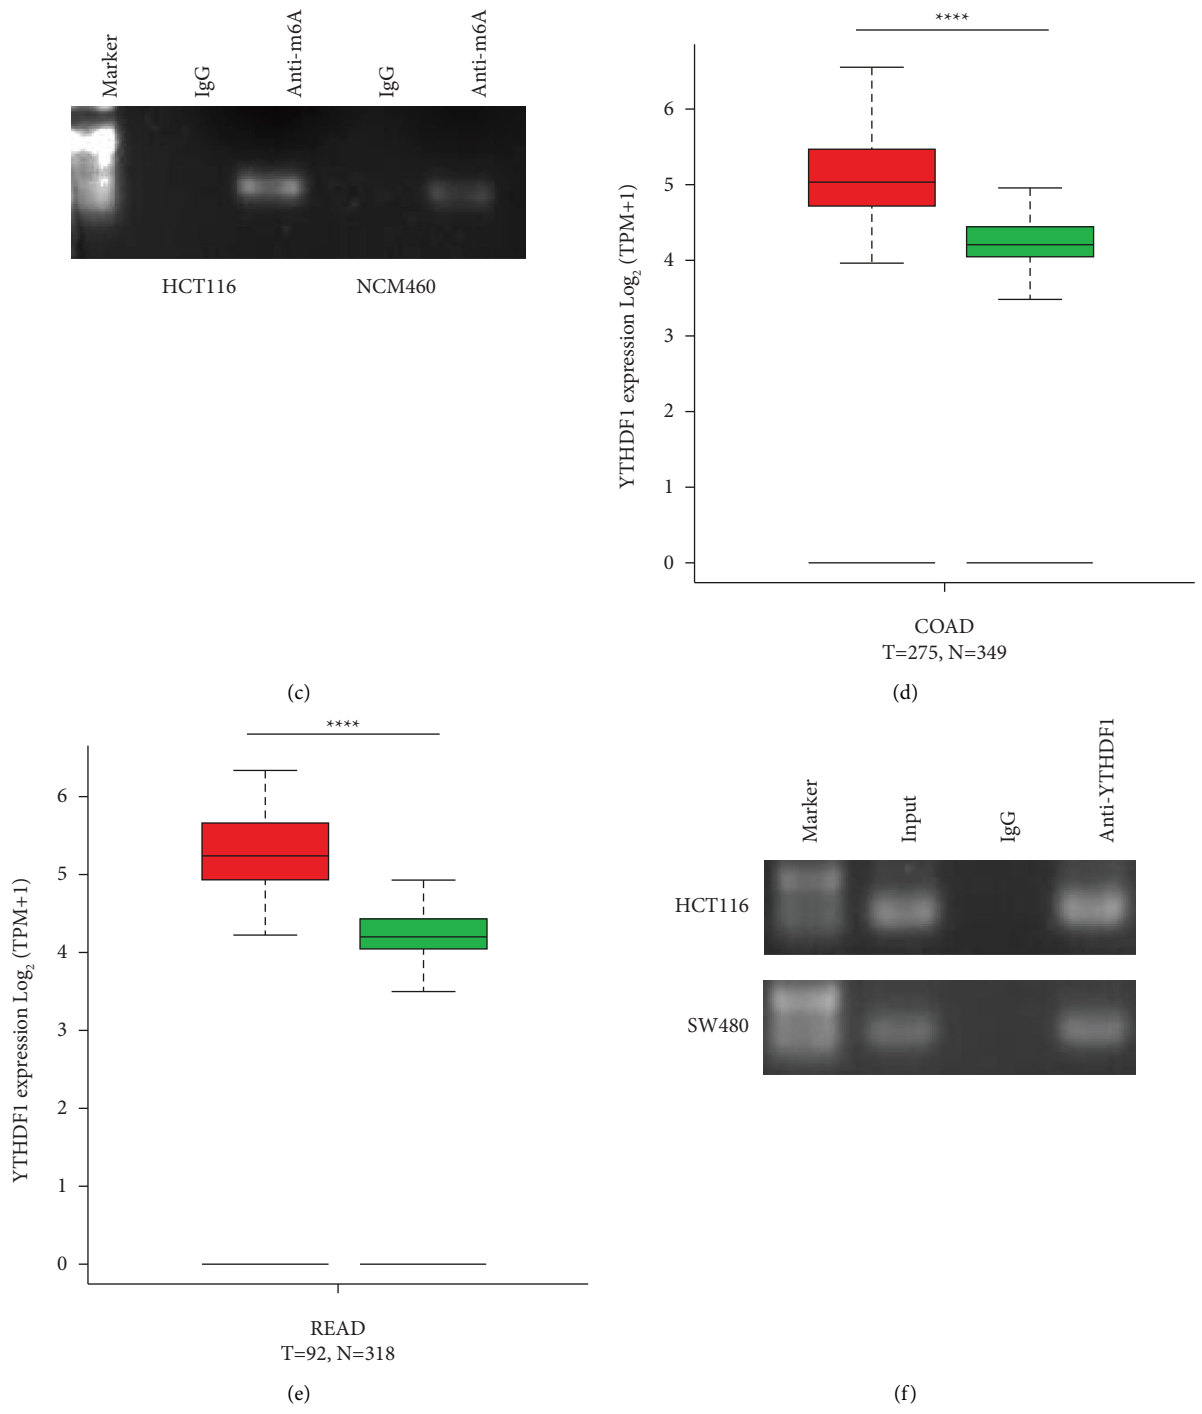 Marker
IgG
Anti-m6A
IgG
Anti-m6A
HCT116
NCM460
(c)
****
YTHDF1 expression Log₂ (TPM+1)
6
5
4
3
2
1
0
COAD
T=275, N=349
(d)
****
YTHDF1 expression Log₂ (TPM+1)
6
5
4
3
2
1
0
READ
T=92, N=318
(e)
Marker
Input
IgG
Anti-YTHDF1
HCT116
SW480
(f)